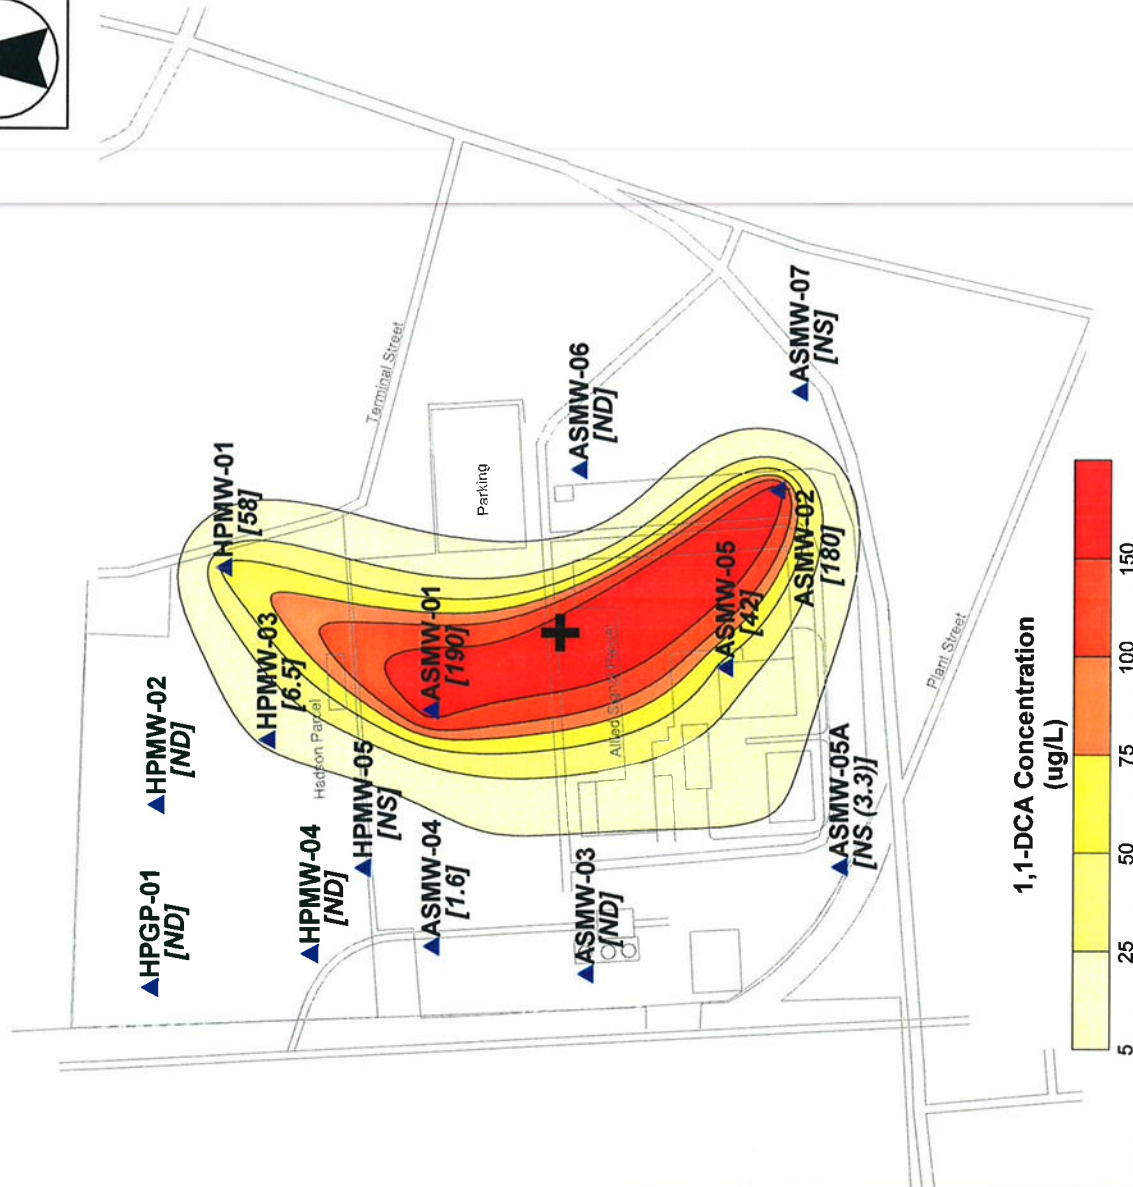 HPGP-01
[ND]
HPMW-02
[ND]
HPMW-01
[58]
HPMW-03
[6.5]
HPMW-04
[ND]
HPMW-05
[NS]
Hadson Parcel
Terminal Street
ASMW-04
[1.6]
ASMW-01
[190]
Parking
ASMW-03
[ND]
Allied Signal Parcel
ASMW-06
[ND]
ASMW-05
[42]
ASMW-02
[180]
ASMW-07
[NS]
ASMW-05A
[NS (3.3)]
Plant Street
1,1-DCA Concentration
(ug/L)
5 25 50 75 100 150